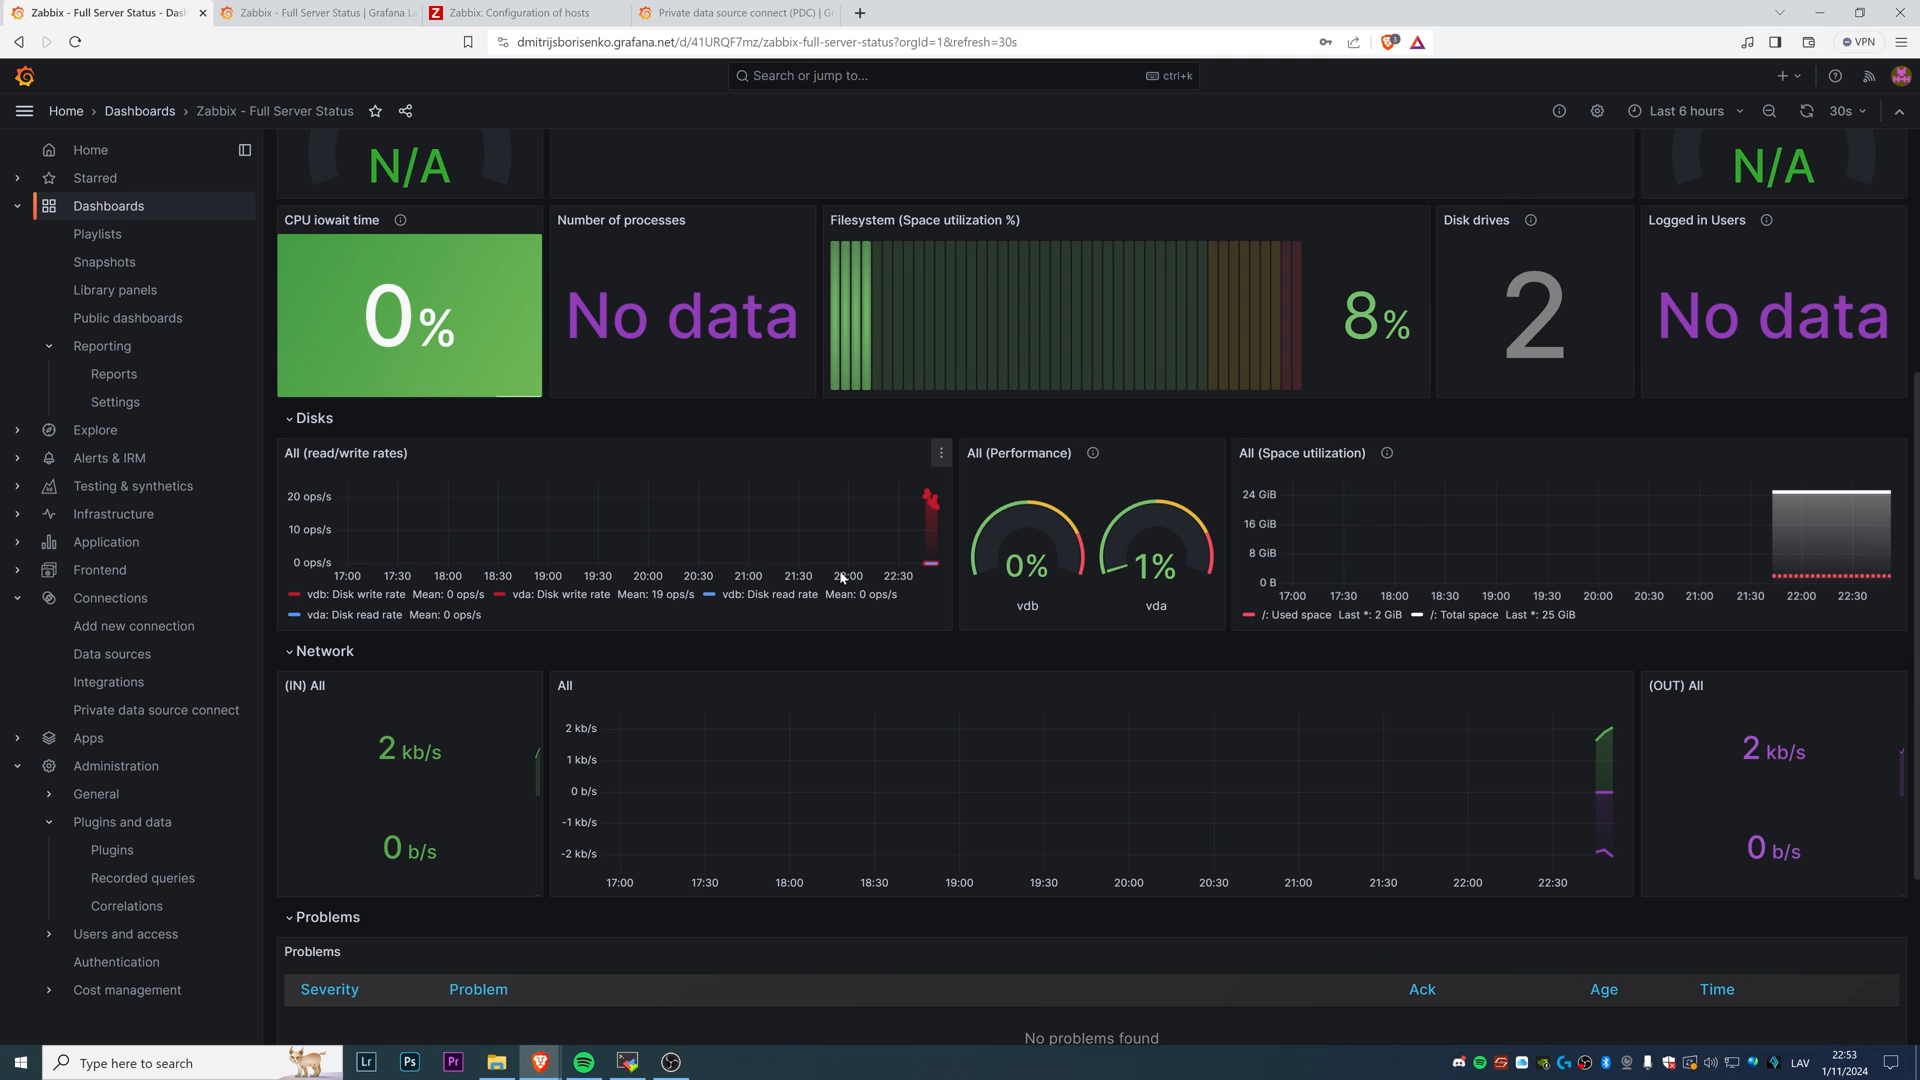 Zabbix - Full Server Status - Das
Zabbix - Full Server Status | Grafana La
Zabbix: Configuration of hosts
Private data source connect (PDC) | Gr
dmitrijsborisenko.grafana.net/d/41URQF7mz/zabbix-full-server-status?orgId=1&refresh=30s
VPN
Search or jump to...
ctrl+k
Home
Dashboards
Zabbix - Full Server Status
Last 6 hours
30s
Home
Starred
Dashboards
Playlists
Snapshots
Library panels
Public dashboards
Reporting
Reports
Settings
Explore
Alerts & IRM
Testing & synthetics
Infrastructure
Application
Frontend
Connections
Add new connection
Data sources
Integrations
Private data source connect
Apps
Administration
General
Plugins and data
Plugins
Recorded queries
Correlations
Users and access
Authentication
Cost management
N/A
N/A
CPU iowait time
0%
Number of processes
No data
Filesystem (Space utilization %)
8%
Disk drives
2
Logged in Users
No data
Disks
All (read/write rates)
20 ops/s
10 ops/s
0 ops/s
17:00 17:30 18:00 18:30 19:00 19:30 20:00 20:30 21:00 21:30 22:00 22:30
vdb: Disk write rate Mean: 0 ops/s vda: Disk write rate Mean: 19 ops/s vdb: Disk read rate Mean: 0 ops/s
vda: Disk read rate Mean: 0 ops/s
All (Performance)
0%
1%
vdb
vda
All (Space utilization)
24 GiB
16 GiB
8 GiB
0 B
17:00 17:30 18:00 18:30 19:00 19:30 20:00 20:30 21:00 21:30 22:00 22:30
/: Used space Last *: 2 GiB /: Total space Last *: 25 GiB
Network
(IN) All
2 kb/s
0 b/s
All
2 kb/s
1 kb/s
0 b/s
-1 kb/s
-2 kb/s
17:00 17:30 18:00 18:30 19:00 19:30 20:00 20:30 21:00 21:30 22:00 22:30
(OUT) All
2 kb/s
0 b/s
Problems
Problems
Severity Problem Ack Age Time
No problems found
Type here to search
Lr
Ps
Pr
LAV
22:53
1/11/2024